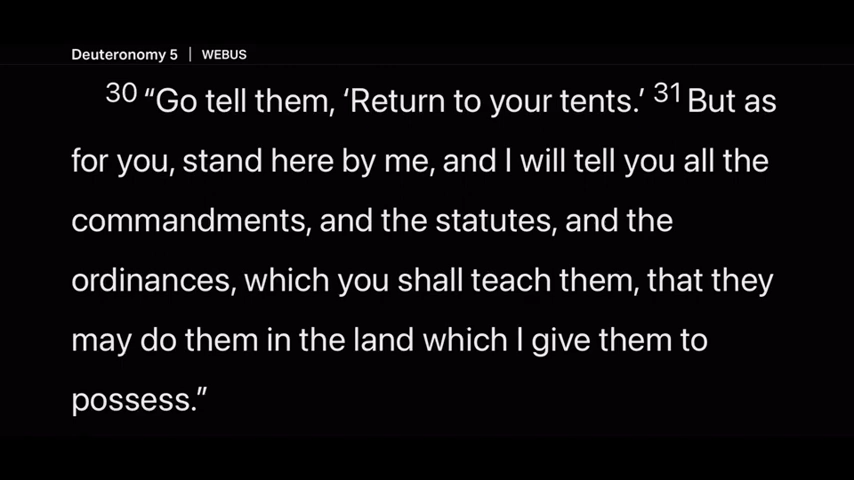 Deuteronomy 5 | WEBUS
30 “Go tell them, ‘Return to your tents.’ 31 But as
for you, stand here by me, and I will tell you all the
commandments, and the statutes, and the
ordinances, which you shall teach them, that they
may do them in the land which I give them to
possess.”